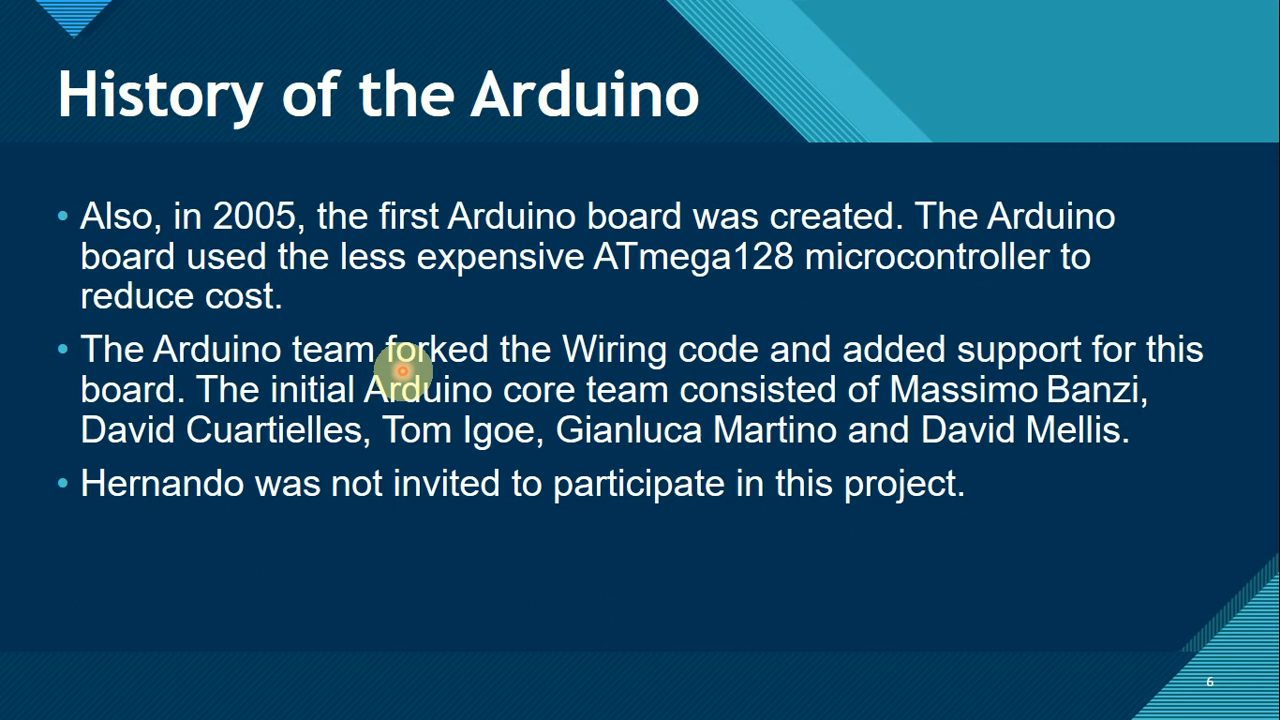 History of the Arduino
• Also, in 2005, the first Arduino board was created. The Arduino
board used the less expensive ATmega128 microcontroller to
reduce cost.
• The Arduino team forked the Wiring code and added support for this
board. The initial Arduino core team consisted of Massimo Banzi,
David Cuartielles, Tom Igoe, Gianluca Martino and David Mellis.
• Hernando was not invited to participate in this project.
6